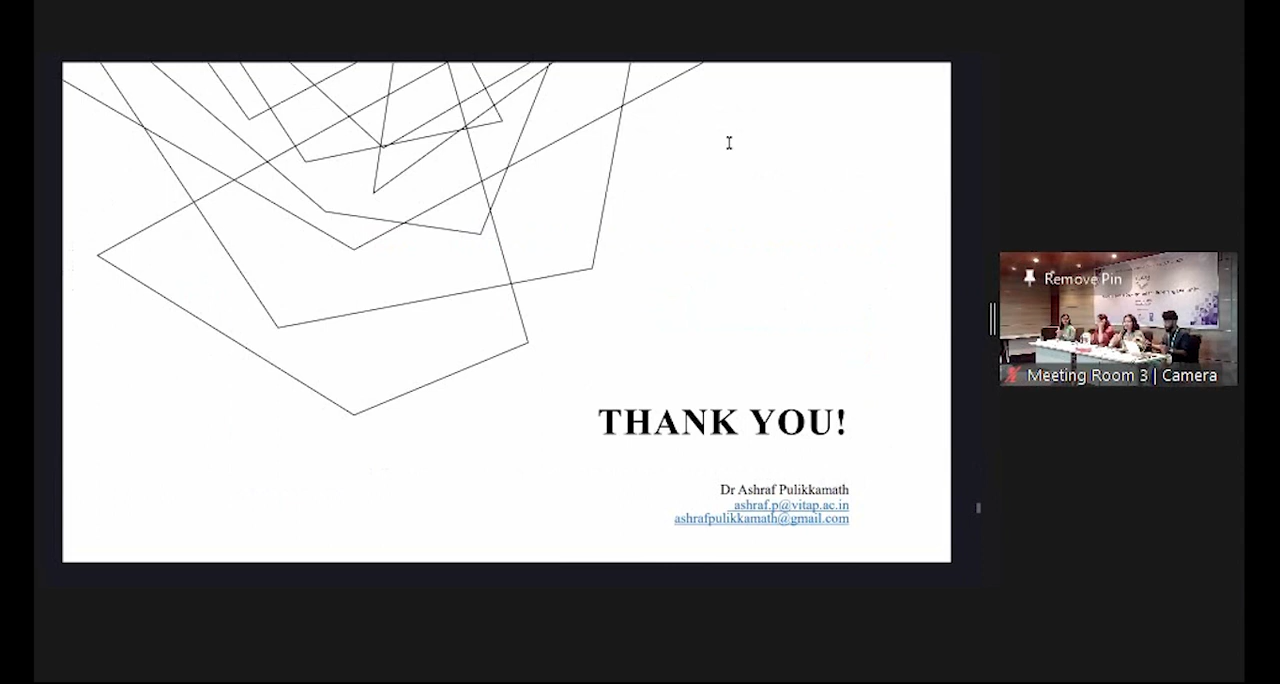 THANK YOU!
Dr Ashraf Pulikkamath
ashraf.p@vitap.ac.in
ashrafpulikkamath@gmail.com
Remove Pin
Meeting Room 3 | Camera